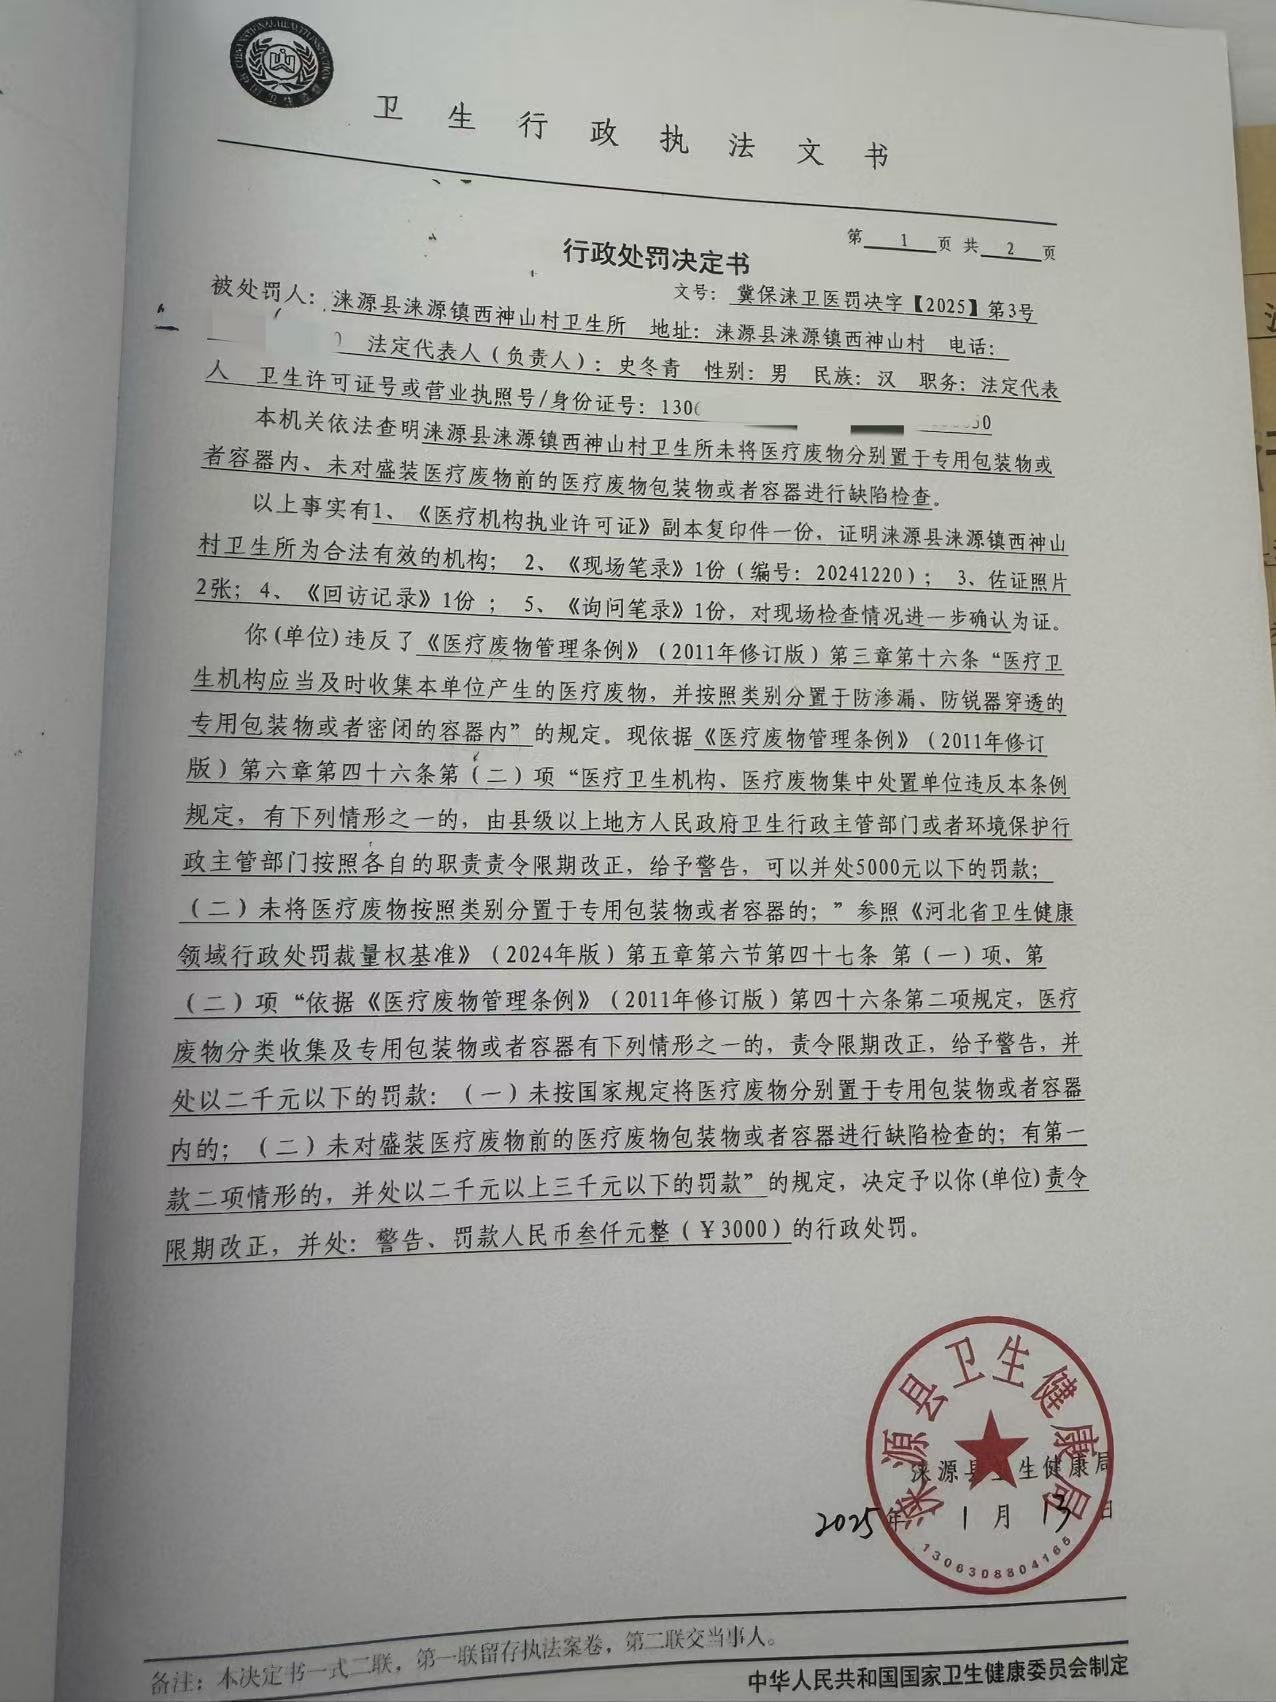 中国卫生监督
CHINA NATIONAL HEALTH INSPECTION
卫生行政执法文书
第 1 页 共 2 页
行政处罚决定书
文号：冀保涞卫医罚决字【2025】第3号
被处罚人：涞源县涞源镇西神山村卫生所 地址：涞源县涞源镇西神山村 电话：
法定代表人（负责人）：史冬青 性别：男 民族：汉 职务：法定代表
人 卫生许可证号或营业执照号/身份证号：130
本机关依法查明涞源县涞源镇西神山村卫生所未将医疗废物分别置于专用包装物或
者容器内、未对盛装医疗废物前的医疗废物包装物或者容器进行缺陷检查。
以上事实有1、《医疗机构执业许可证》副本复印件一份，证明涞源县涞源镇西神山
村卫生所为合法有效的机构； 2、《现场笔录》1份（编号：20241220）； 3、佐证照片
2张；4、《回访记录》1份 ； 5、《询问笔录》1份，对现场检查情况进一步确认为证。
你(单位)违反了《医疗废物管理条例》（2011年修订版）第三章第十六条“医疗卫
生机构应当及时收集本单位产生的医疗废物，并按照类别分置于防渗漏、防锐器穿透的
专用包装物或者密闭的容器内”的规定。现依据《医疗废物管理条例》（2011年修订
版）第六章第四十六条第（二）项“医疗卫生机构、医疗废物集中处置单位违反本条例
规定，有下列情形之一的，由县级以上地方人民政府卫生行政主管部门或者环境保护行
政主管部门按照各自的职责责令限期改正，给予警告，可以并处5000元以下的罚款；
（二）未将医疗废物按照类别分置于专用包装物或者容器的；”参照《河北省卫生健康
领域行政处罚裁量权基准》（2024年版）第五章第六节第四十七条 第（一）项、第
（二）项“依据《医疗废物管理条例》（2011年修订版）第四十六条第二项规定，医疗
废物分类收集及专用包装物或者容器有下列情形之一的，责令限期改正，给予警告，并
处以二千元以下的罚款：（一）未按国家规定将医疗废物分别置于专用包装物或者容器
内的；（二）未对盛装医疗废物前的医疗废物包装物或者容器进行缺陷检查的；有第一
款二项情形的，并处以二千元以上三千元以下的罚款”的规定，决定予以你(单位)责令
限期改正，并处：警告、罚款人民币叁仟元整（￥3000）的行政处罚。
涞源县卫生健康局
涞源县卫生健康局
2025年 1月 13日
1306308804165
备注：本决定书一式二联，第一联留存执法案卷，第二联交当事人。
中华人民共和国国家卫生健康委员会制定